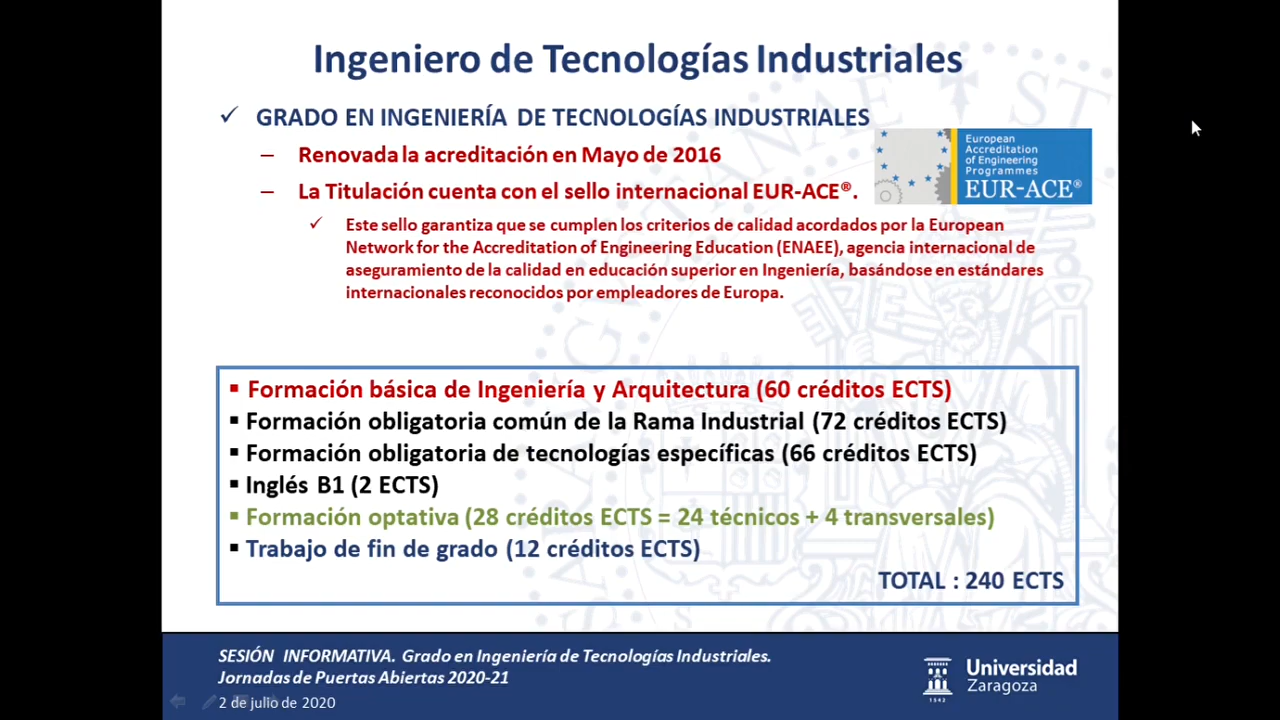 Ingeniero de Tecnologías Industriales
✓ GRADO EN INGENIERÍA DE TECNOLOGÍAS INDUSTRIALES
– Renovada la acreditación en Mayo de 2016
– La Titulación cuenta con el sello internacional EUR-ACE®.
European
Accreditation
of Engineering
Programmes
EUR-ACE®
✓ Este sello garantiza que se cumplen los criterios de calidad acordados por la European
Network for the Accreditation of Engineering Education (ENAEE), agencia internacional de
aseguramiento de la calidad en educación superior en Ingeniería, basándose en estándares
internacionales reconocidos por empleadores de Europa.
▪ Formación básica de Ingeniería y Arquitectura (60 créditos ECTS)
▪ Formación obligatoria común de la Rama Industrial (72 créditos ECTS)
▪ Formación obligatoria de tecnologías específicas (66 créditos ECTS)
▪ Inglés B1 (2 ECTS)
▪ Formación optativa (28 créditos ECTS = 24 técnicos + 4 transversales)
▪ Trabajo de fin de grado (12 créditos ECTS)
TOTAL : 240 ECTS
SESIÓN INFORMATIVA. Grado en Ingeniería de Tecnologías Industriales.
Jornadas de Puertas Abiertas 2020-21
2 de julio de 2020
1542
Universidad
Zaragoza